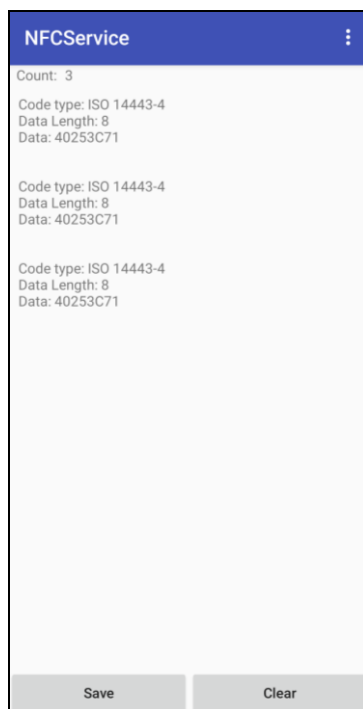 NFCService
Count: 3
Code type: ISO 14443-4
Data Length: 8
Data: 40253C71
Code type: ISO 14443-4
Data Length: 8
Data: 40253C71
Code type: ISO 14443-4
Data Length: 8
Data: 40253C71
Save
Clear